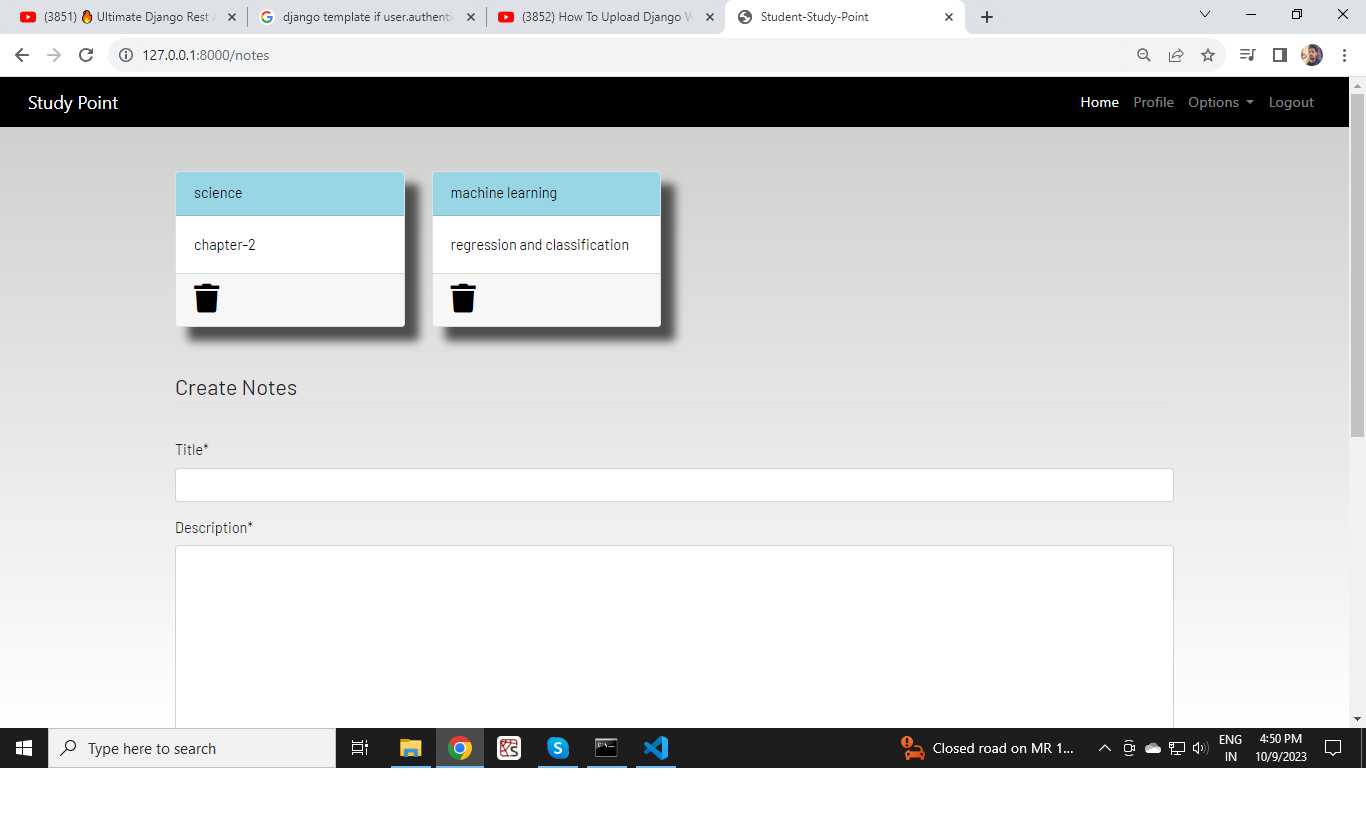 (3851) 🔥 Ultimate Django Rest
django template if user.authenti
(3852) How To Upload Django
Student-Study-Point
127.0.0.1:8000/notes
Study Point
Home Profile Options Logout
science
machine learning
chapter-2
regression and classification
Create Notes
Title*
Description*
Type here to search
Closed road on MR 1...
ENG
IN
4:50 PM
10/9/2023